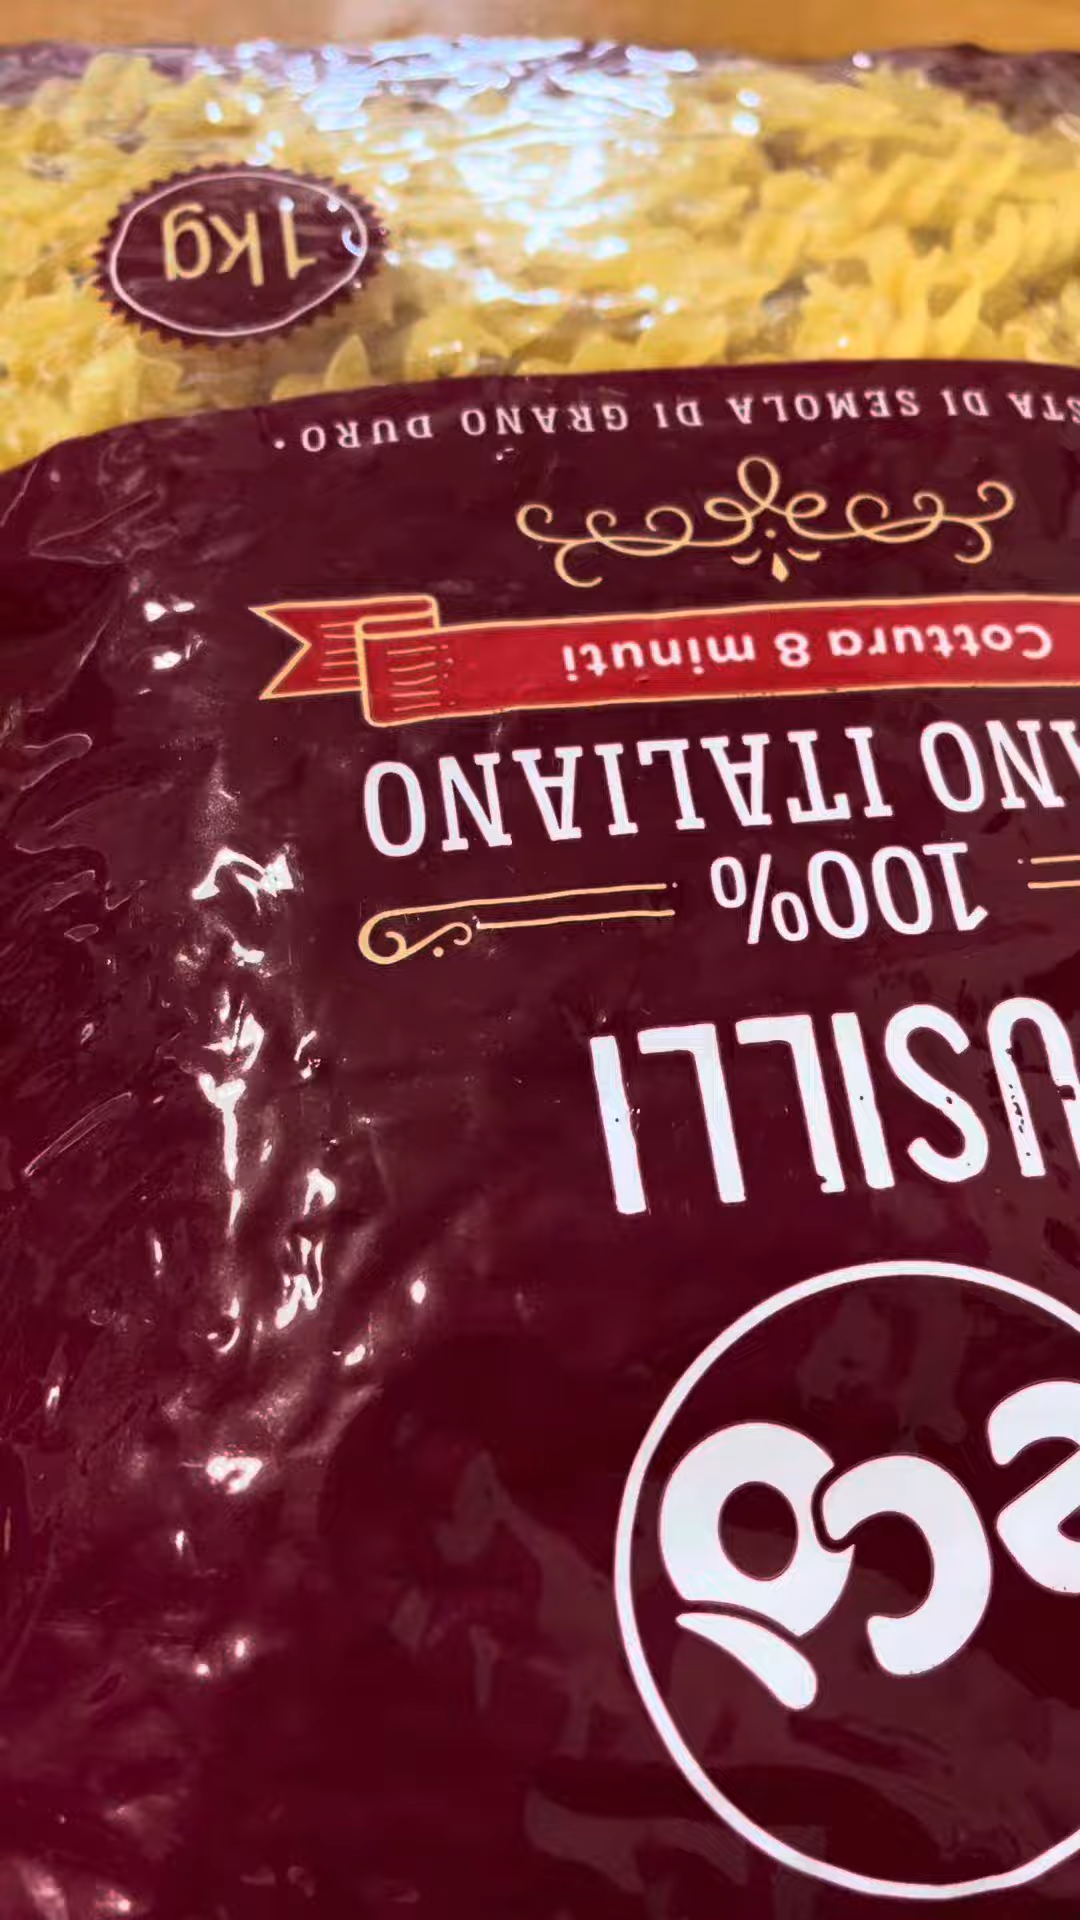 USILLI
100%
ANO ITALIANO
Cottura 8 minuti
STA DI SEMOLA DI GRANO DURO •
1kg